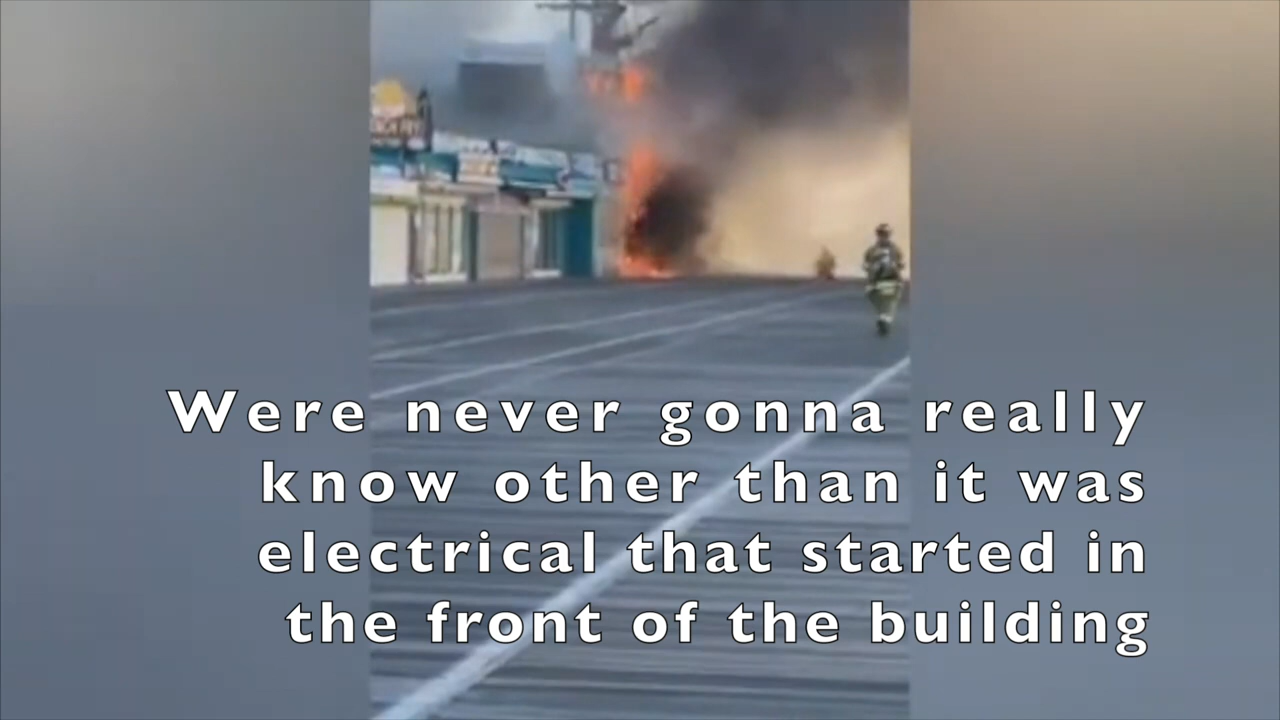 Were never gonna really
know other than it was
electrical that started in
the front of the building